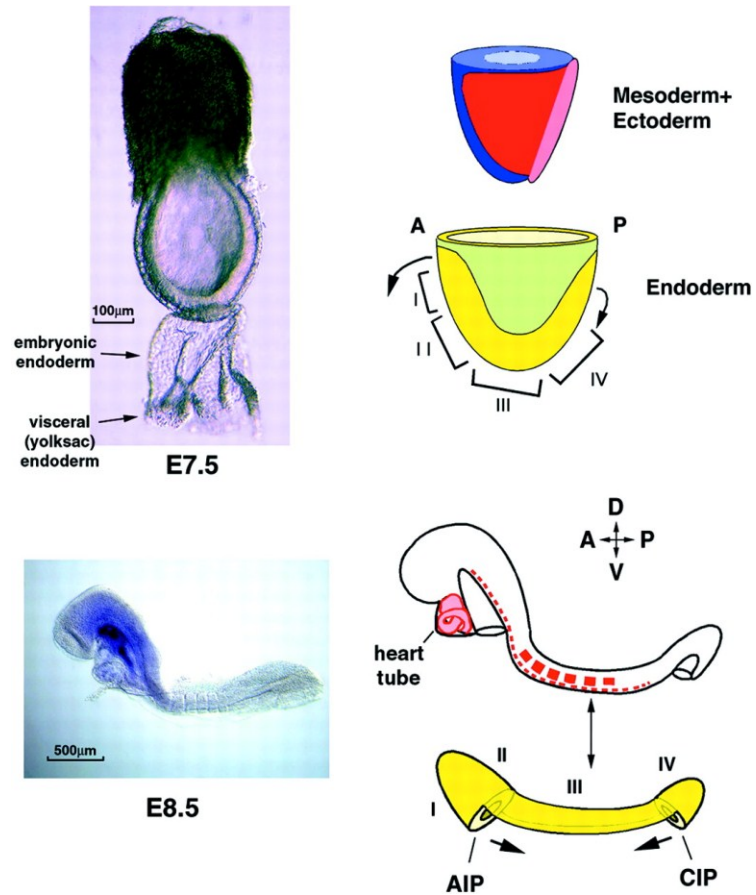 Mesoderm+
Ectoderm
A
P
Endoderm
I
II
III
IV
100µm
embryonic
endoderm
visceral
(yolksac)
endoderm
E7.5
D
A
P
V
heart
tube
500µm
E8.5
I
II
III
IV
AIP
CIP